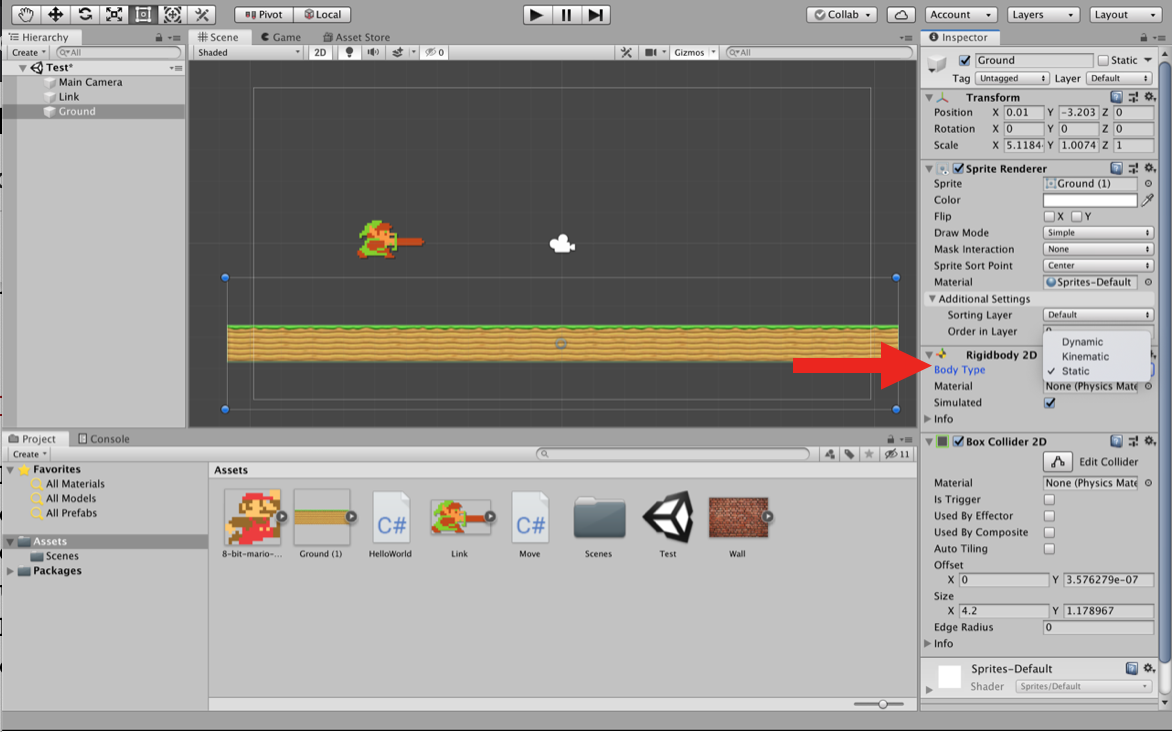 Pivot Local Collab Account Layers Layout
Hierarchy
Create All
Test*
Main Camera
Link
Ground
Scene Game Asset Store
Shaded 2D 0 Gizmos All
Inspector
Ground Static
Tag Untagged Layer Default
Transform
Position X 0.01 Y -3.203 Z 0
Rotation X 0 Y 0 Z 0
Scale X 5.1184 Y 1.0074 Z 1
Sprite Renderer
Sprite Ground (1)
Color
Flip X Y
Draw Mode Simple
Mask Interaction None
Sprite Sort Point Center
Material Sprites-Default
Additional Settings
Sorting Layer Default
Order in Layer
Rigidbody 2D
Body Type
Dynamic
Kinematic
Static
Material None (Physics Mate
Simulated
Info
Box Collider 2D
Edit Collider
Material None (Physics Mate
Is Trigger
Used By Effector
Used By Composite
Auto Tiling
Offset
X 0 Y 3.576279e-07
Size
X 4.2 Y 1.178967
Edge Radius 0
Info
Sprites-Default
Shader Sprites/Default
Project Console
Create 11
Favorites
All Materials
All Models
All Prefabs
Assets
Scenes
Packages
Assets
C# C#
8-bit-mario-... Ground (1) HelloWorld Link Move Scenes Test Wall